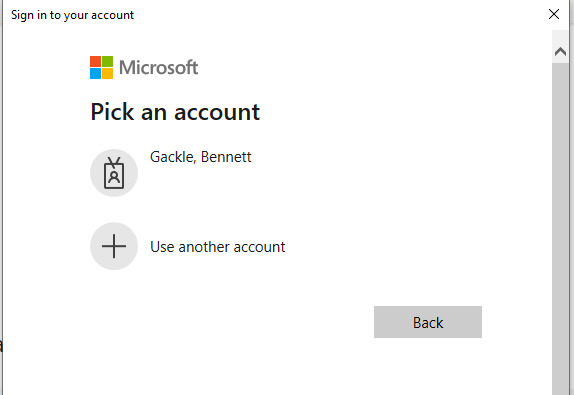 Sign in to your account
Microsoft
Pick an account
Gackle, Bennett
Use another account
Back